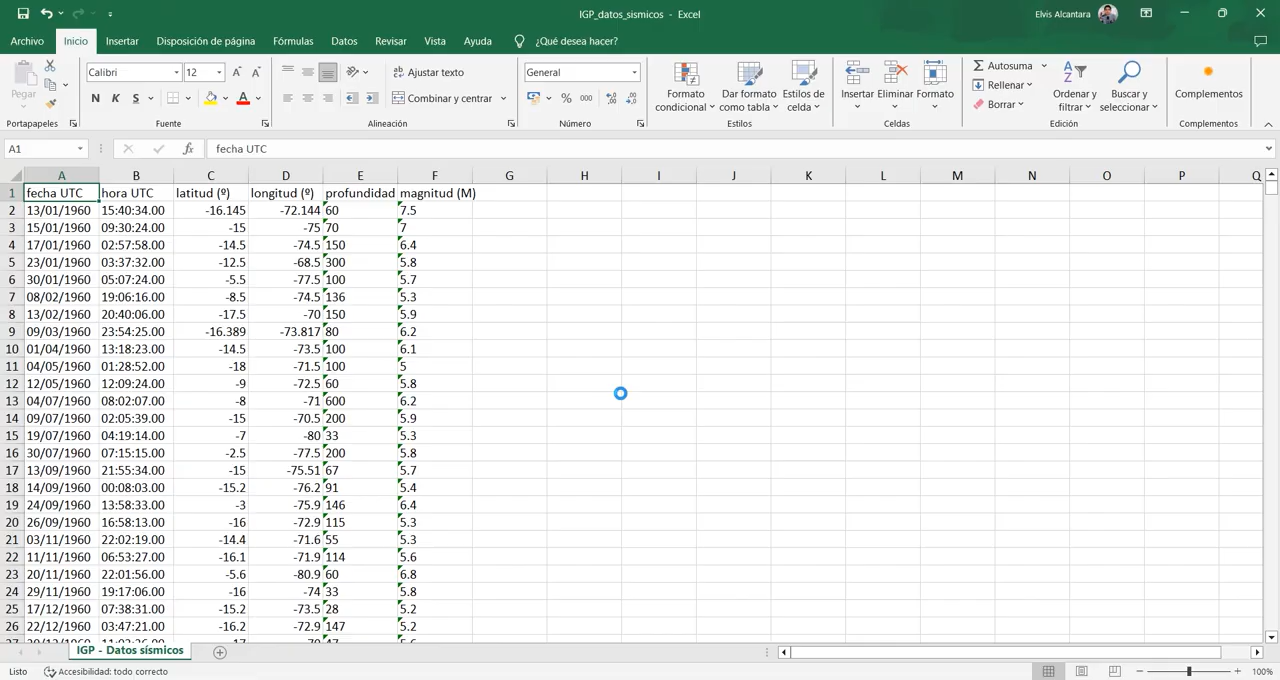 IGP_datos_sismicos - Excel
Elvis Alcantara
Archivo Inicio Insertar Disposición de página Fórmulas Datos Revisar Vista Ayuda ¿Qué desea hacer?
Pegar
Calibri 12
N K S
Ajustar texto
Combinar y centrar
General
% 000
Formato condicional
Dar formato como tabla
Estilos de celda
Insertar Eliminar Formato
Autosuma
Rellenar
Borrar
Ordenar y filtrar
Buscar y seleccionar
Complementos
Portapapeles Fuente Alineación Número Estilos Celdas Edición Complementos
A1 fx fecha UTC
A B C D E F G H I J K L M N O P Q
1 fecha UTC hora UTC latitud (º) longitud (º) profundidad magnitud (M)
2 13/01/1960 15:40:34.00 -16.145 -72.144 60 7.5
3 15/01/1960 09:30:24.00 -15 -75 70 7
4 17/01/1960 02:57:58.00 -14.5 -74.5 150 6.4
5 23/01/1960 03:37:32.00 -12.5 -68.5 300 5.8
6 30/01/1960 05:07:24.00 -5.5 -77.5 100 5.7
7 08/02/1960 19:06:16.00 -8.5 -74.5 136 5.3
8 13/02/1960 20:40:06.00 -17.5 -70 150 5.9
9 09/03/1960 23:54:25.00 -16.389 -73.817 80 6.2
10 01/04/1960 13:18:23.00 -14.5 -73.5 100 6.1
11 04/05/1960 01:28:52.00 -18 -71.5 100 5
12 12/05/1960 12:09:24.00 -9 -72.5 60 5.8
13 04/07/1960 08:02:07.00 -8 -71 600 6.2
14 09/07/1960 02:05:39.00 -15 -70.5 200 5.9
15 19/07/1960 04:19:14.00 -7 -80 33 5.3
16 30/07/1960 07:15:15.00 -2.5 -77.5 200 5.8
17 13/09/1960 21:55:34.00 -15 -75.51 67 5.7
18 14/09/1960 00:08:03.00 -15.2 -76.2 91 5.4
19 24/09/1960 13:58:33.00 -3 -75.9 146 6.4
20 26/09/1960 16:58:13.00 -16 -72.9 115 5.3
21 03/11/1960 22:02:19.00 -14.4 -71.6 55 5.3
22 11/11/1960 06:53:27.00 -16.1 -71.9 114 5.6
23 20/11/1960 22:01:56.00 -5.6 -80.9 60 6.8
24 29/11/1960 19:17:06.00 -16 -74 33 5.8
25 17/12/1960 07:38:31.00 -15.2 -73.5 28 5.2
26 22/12/1960 03:47:21.00 -16.2 -72.9 147 5.2
27
IGP - Datos sísmicos
Listo Accesibilidad: todo correcto 100%